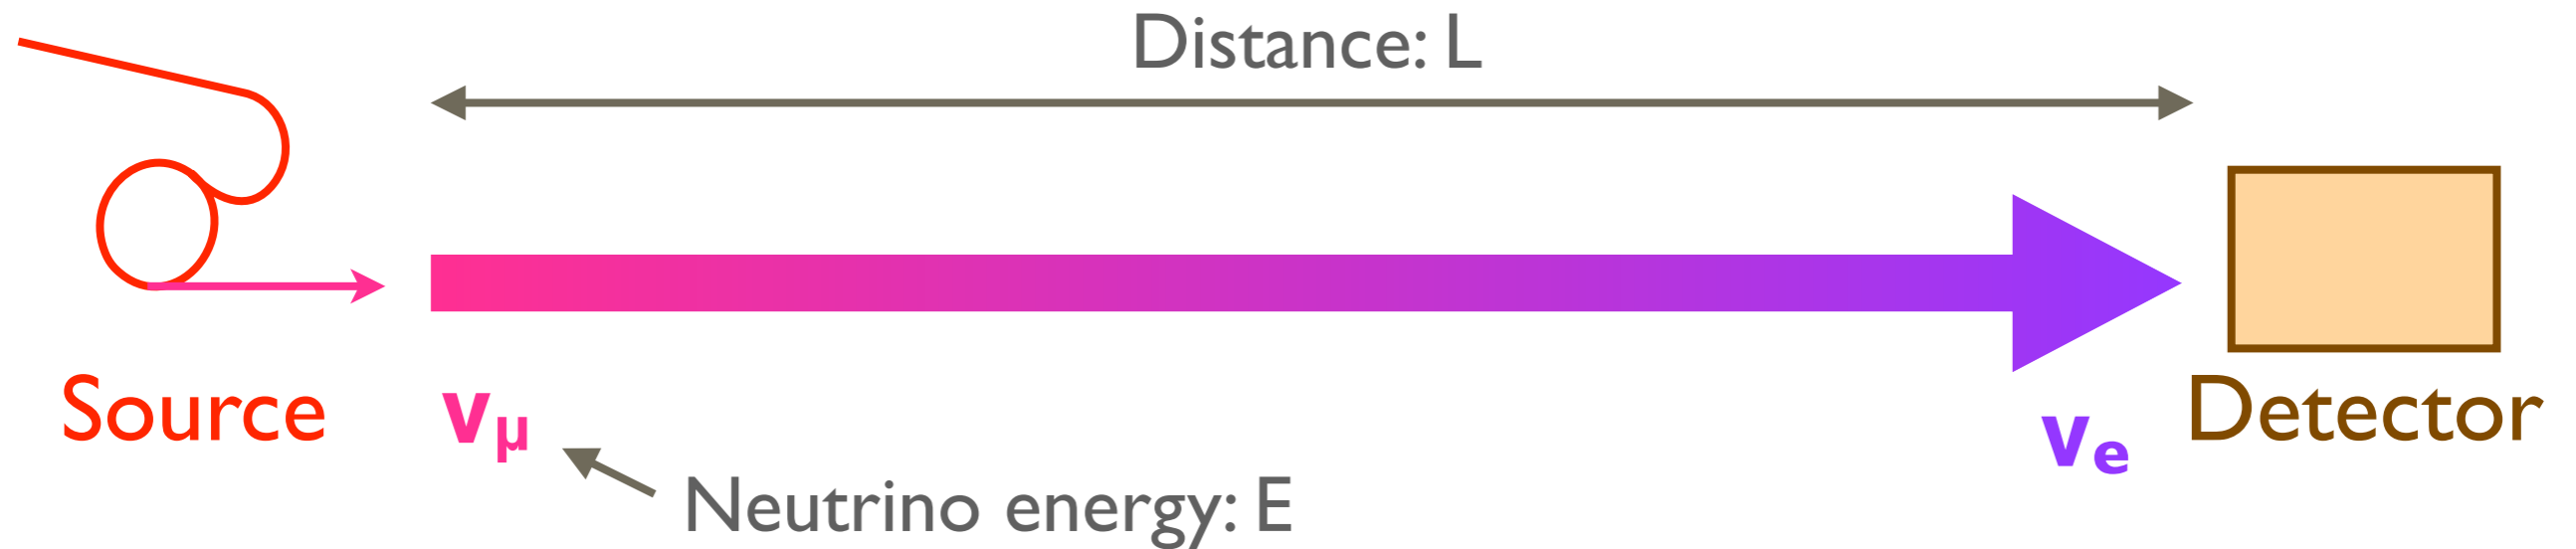 Distance: L
Source
νμ
Neutrino energy: E
νe
Detector